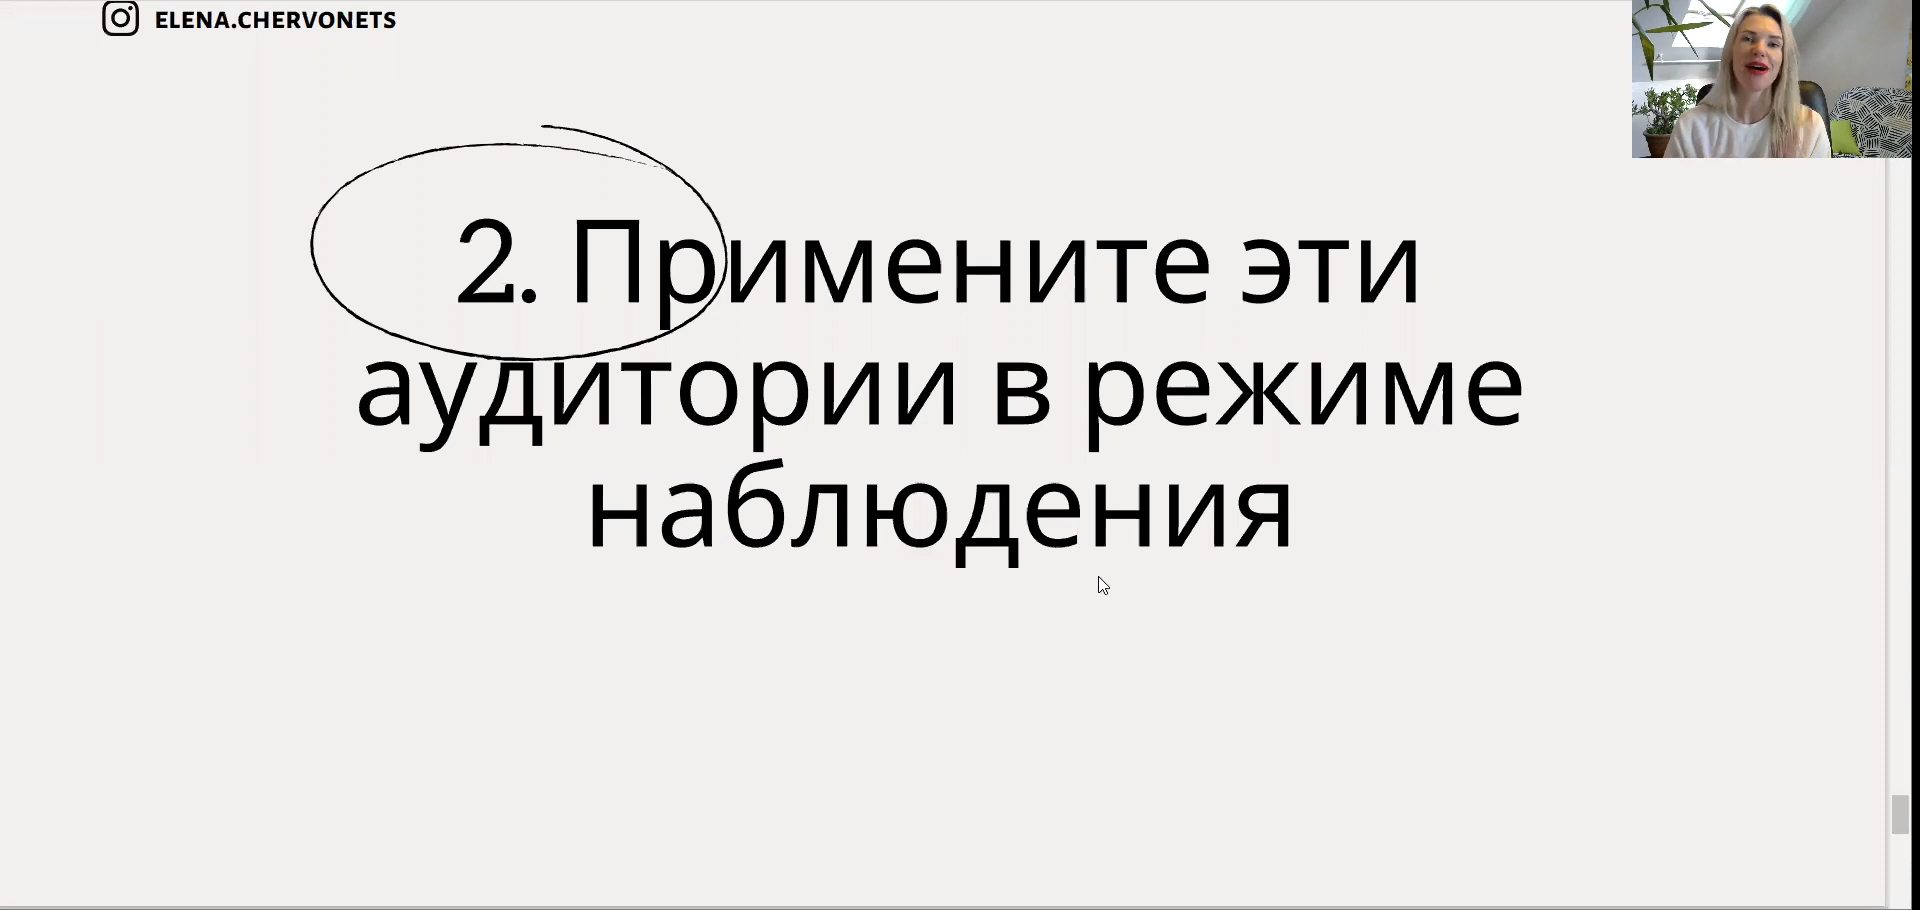 ELENA.CHERVONETS
2. Примените эти
аудитории в режиме
наблюдения